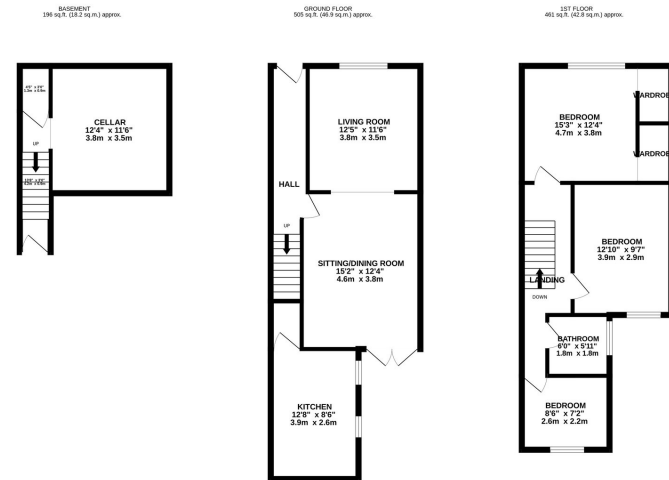 BASEMENT
196 sq.ft. (18.2 sq.m.) approx.
CELLAR
12'4" x 11'6"
3.8m x 3.5m
UP
GROUND FLOOR
505 sq.ft. (46.9 sq.m.) approx.
LIVING ROOM
12'5" x 11'6"
3.8m x 3.5m
HALL
UP
SITTING/DINING ROOM
15'2" x 12'4"
4.6m x 3.8m
KITCHEN
12'8" x 8'6"
3.9m x 2.6m
1ST FLOOR
461 sq.ft. (42.8 sq.m.) approx.
WARDROBE
BEDROOM
15'3" x 12'4"
4.7m x 3.8m
WARDROBE
BEDROOM
12'10" x 9'7"
3.9m x 2.9m
LANDING
DOWN
BATHROOM
6'0" x 5'11"
1.8m x 1.8m
BEDROOM
8'6" x 7'2"
2.6m x 2.2m